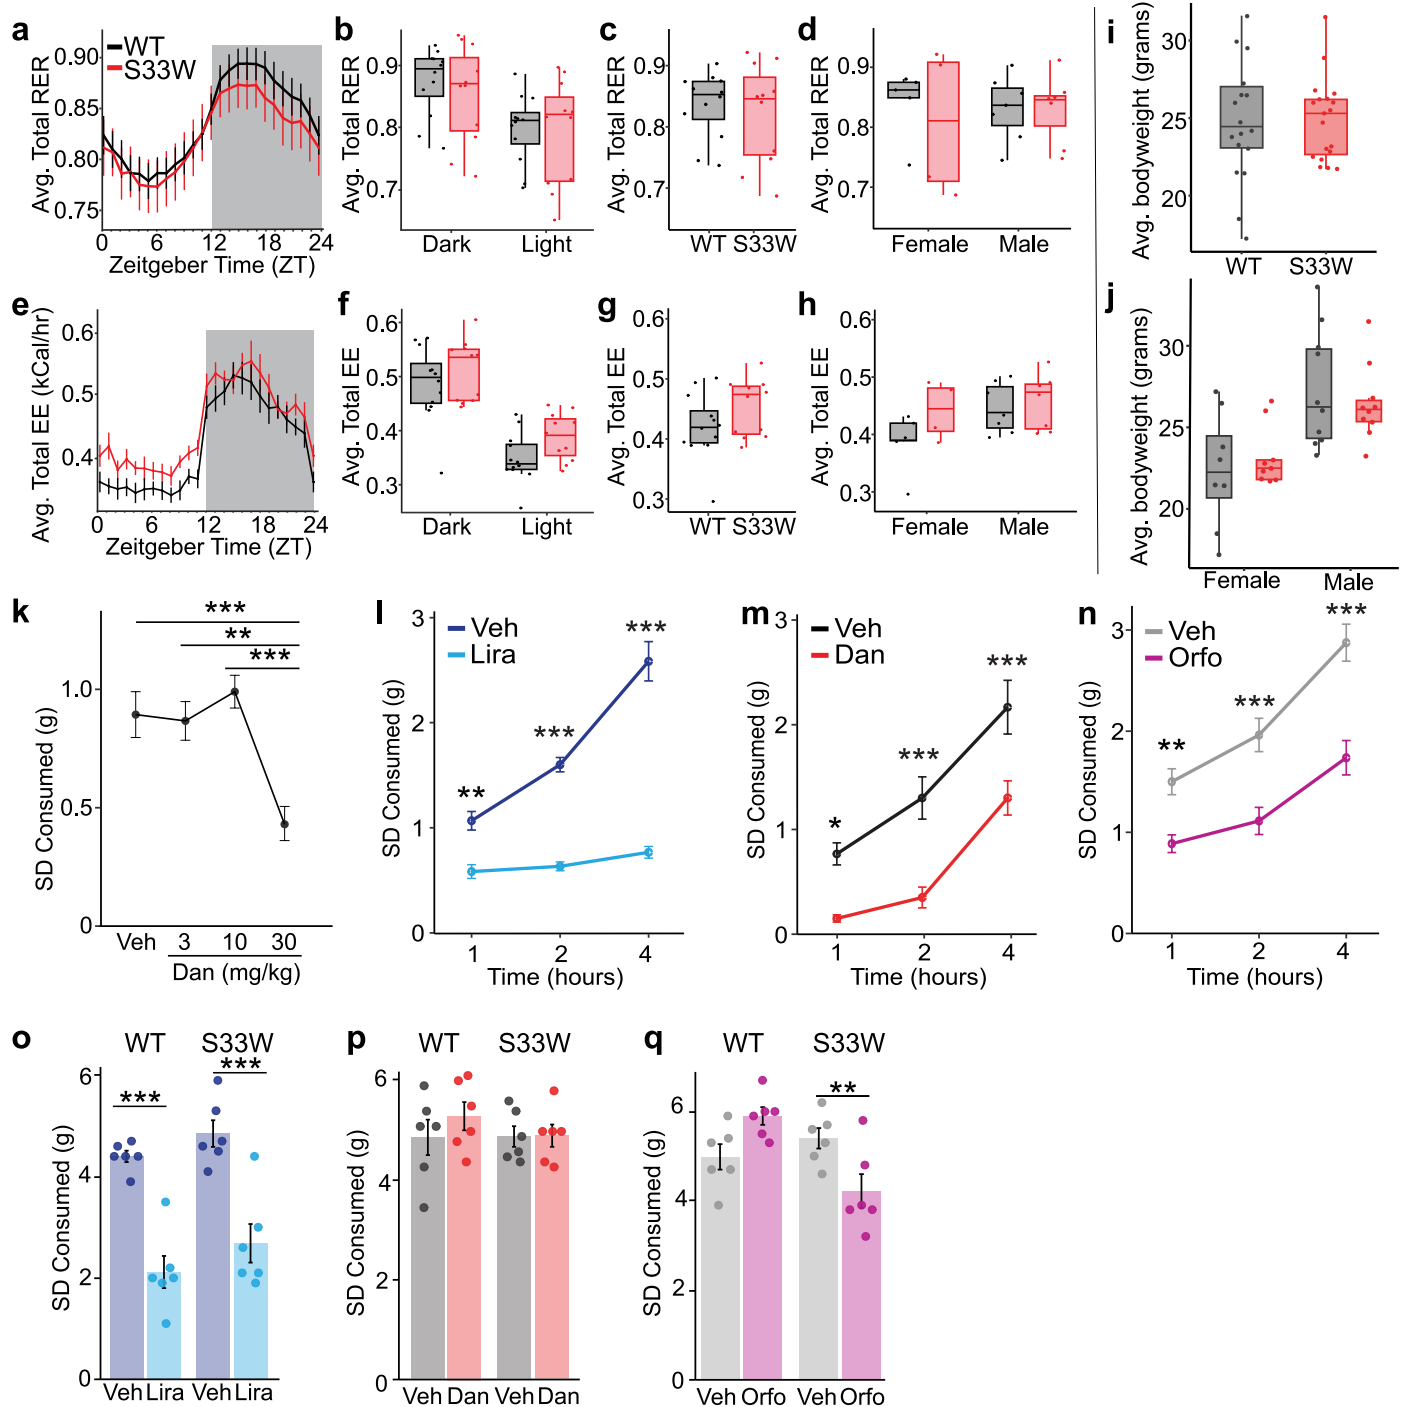 a
WT
S33W
Avg. Total RER
0.90
0.85
0.80
0.75
0 6 12 18 24
Zeitgeber Time (ZT)
b
Avg. Total RER
0.9
0.8
0.7
Dark Light
c
Avg. Total RER
0.9
0.8
0.7
WT S33W
d
Avg. Total RER
0.9
0.8
0.7
Female Male
i
Avg. bodyweight (grams)
30
25
20
WT S33W
e
Avg. Total EE (kCal/hr)
0.6
0.5
0.4
0 6 12 18 24
Zeitgeber Time (ZT)
f
Avg. Total EE
0.6
0.5
0.4
0.3
Dark Light
g
Avg. Total EE
0.6
0.5
0.4
0.3
WT S33W
h
Avg. Total EE
0.6
0.5
0.4
0.3
Female Male
j
Avg. bodyweight (grams)
30
25
20
Female Male
k
***
**
***
SD Consumed (g)
1.0
0.5
0
Veh 3 10 30
Dan (mg/kg)
l
Veh
Lira
SD Consumed (g)
3
2
1
0
** *** ***
1 2 4
Time (hours)
m
Veh
Dan
SD Consumed (g)
3
2
1
0
* *** ***
1 2 4
Time (hours)
n
Veh
Orfo
SD Consumed (g)
3
2
1
0
** *** ***
1 2 4
Time (hours)
o
WT S33W
*** ***
SD Consumed (g)
6
4
2
0
Veh Lira Veh Lira
p
WT S33W
SD Consumed (g)
6
4
2
0
Veh Dan Veh Dan
q
WT S33W
**
SD Consumed (g)
6
4
2
0
Veh Orfo Veh Orfo